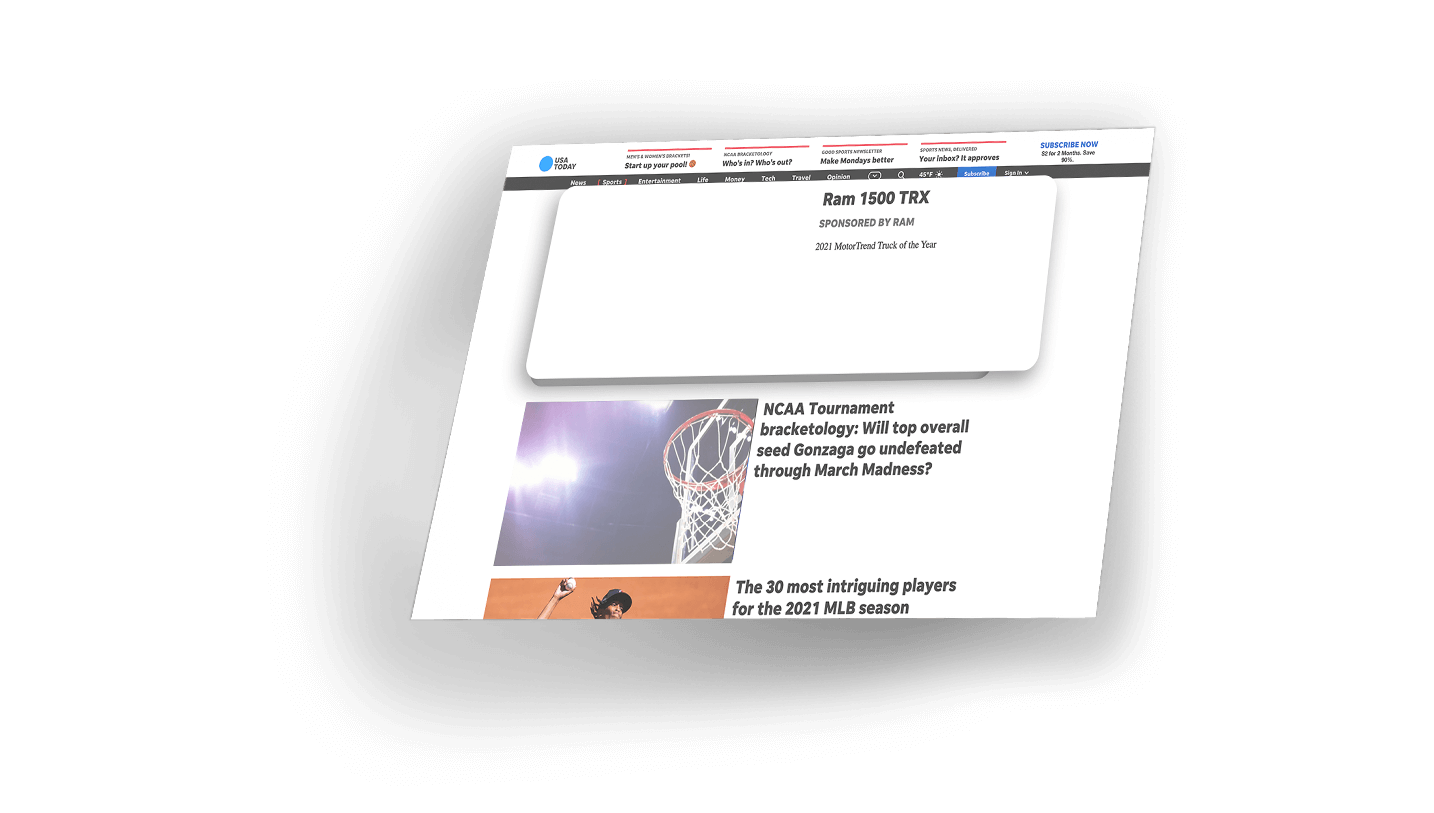 USA
TODAY
MEN'S & WOMEN'S BRACKETS!
Start up your pool!
NCAA BRACKETOLOGY
Who's in? Who's out?
GOOD SPORTS NEWSLETTER
Make Mondays better
SPORTS NEWS, DELIVERED
Your inbox? It approves
SUBSCRIBE NOW
$2 for 2 Months. Save
90%.
News Sports Entertainment Life Money Tech Travel Opinion 45°F Subscribe Sign In
Ram 1500 TRX
SPONSORED BY RAM
2021 MotorTrend Truck of the Year
NCAA Tournament
bracketology: Will top overall
seed Gonzaga go undefeated
through March Madness?
The 30 most intriguing players
for the 2021 MLB season